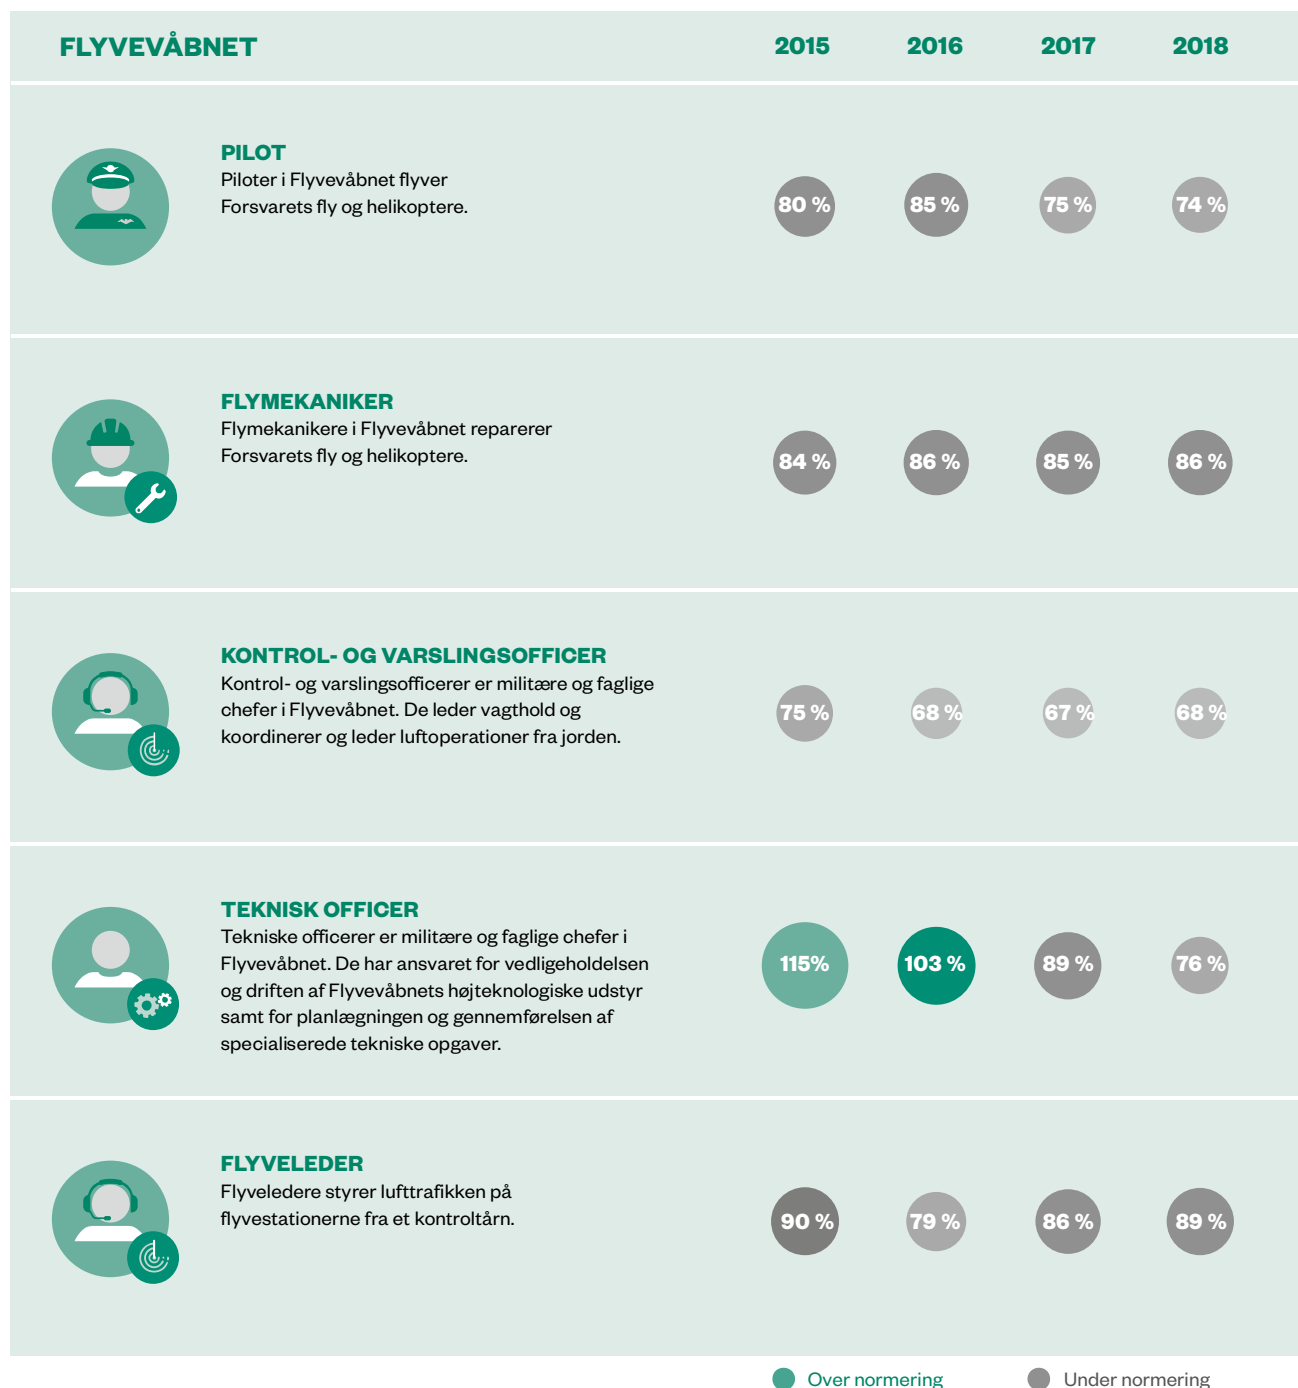 FLYVEVÅBNET 2015 2016 2017 2018
PILOT
Piloter i Flyvevåbnet flyver
Forsvarets fly og helikoptere.
80 % 85 % 75 % 74 %
FLYMEKANIKER
Flymekanikere i Flyvevåbnet reparerer
Forsvarets fly og helikoptere.
84 % 86 % 85 % 86 %
KONTROL- OG VARSLINGSOFFICER
Kontrol- og varslingsofficerer er militære og faglige
chefer i Flyvevåbnet. De leder vagthold og
koordinerer og leder luftoperationer fra jorden.
75 % 68 % 67 % 68 %
TEKNISK OFFICER
Tekniske officerer er militære og faglige chefer i
Flyvevåbnet. De har ansvaret for vedligeholdelsen
og driften af Flyvevåbnets højteknologiske udstyr
samt for planlægningen og gennemførelsen af
specialiserede tekniske opgaver.
115% 103 % 89 % 76 %
FLYVELEDER
Flyveledere styrer lufttrafikken på
flyvestationerne fra et kontroltårn.
90 % 79 % 86 % 89 %
Over normering Under normering